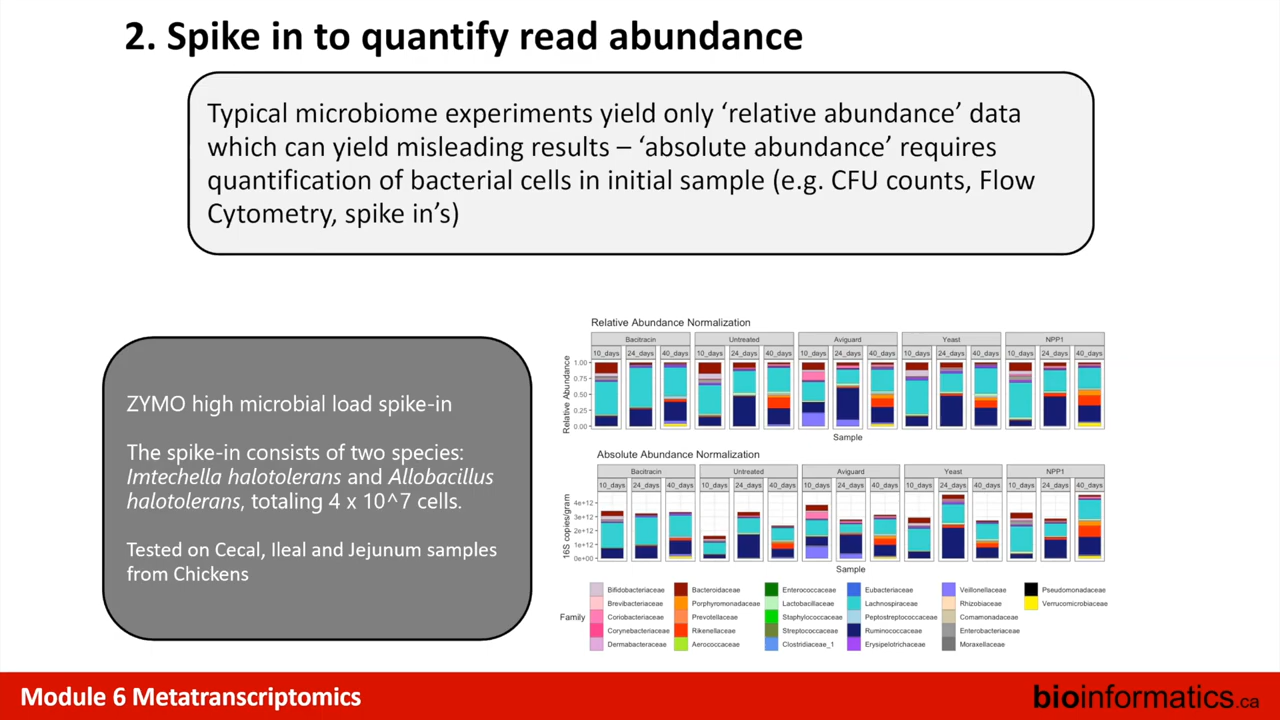 2. Spike in to quantify read abundance
Typical microbiome experiments yield only ‘relative abundance’ data
which can yield misleading results – ‘absolute abundance’ requires
quantification of bacterial cells in initial sample (e.g. CFU counts, Flow
Cytometry, spike in’s)
ZYMO high microbial load spike-in
The spike-in consists of two species:
Imtechella halotolerans and Allobacillus
halotolerans, totaling 4 x 10^7 cells.
Tested on Cecal, Ileal and Jejunum samples
from Chickens
Relative Abundance Normalization
Bacitracin Untreated Aviguard Yeast NPP1
10_days 24_days 40_days 10_days 24_days 40_days 10_days 24_days 40_days 10_days 24_days 40_days 10_days 24_days 40_days
Relative Abundance
1.00
0.75
0.50
0.25
0.00
Sample
Absolute Abundance Normalization
Bacitracin Untreated Aviguard Yeast NPP1
10_days 24_days 40_days 10_days 24_days 40_days 10_days 24_days 40_days 10_days 24_days 40_days 10_days 24_days 40_days
16S copies/gram
4e+12
3e+12
2e+12
1e+12
0e+00
Sample
Family
Bifidobacteriaceae Bacteroidaceae Enterococcaceae Eubacteriaceae Veillonellaceae Pseudomonadaceae
Brevibacteriaceae Porphyromonadaceae Lactobacillaceae Lachnospiraceae Rhizobiaceae Verrucomicrobiaceae
Coriobacteriaceae Prevotellaceae Staphylococcaceae Peptostreptococcaceae Comamonadaceae
Corynebacteriaceae Rikenellaceae Streptococcaceae Ruminococcaceae Enterobacteriaceae
Dermabacteraceae Aerococcaceae Clostridiaceae_1 Erysipelotrichaceae Moraxellaceae
Module 6 Metatranscriptomics
bioinformatics.ca